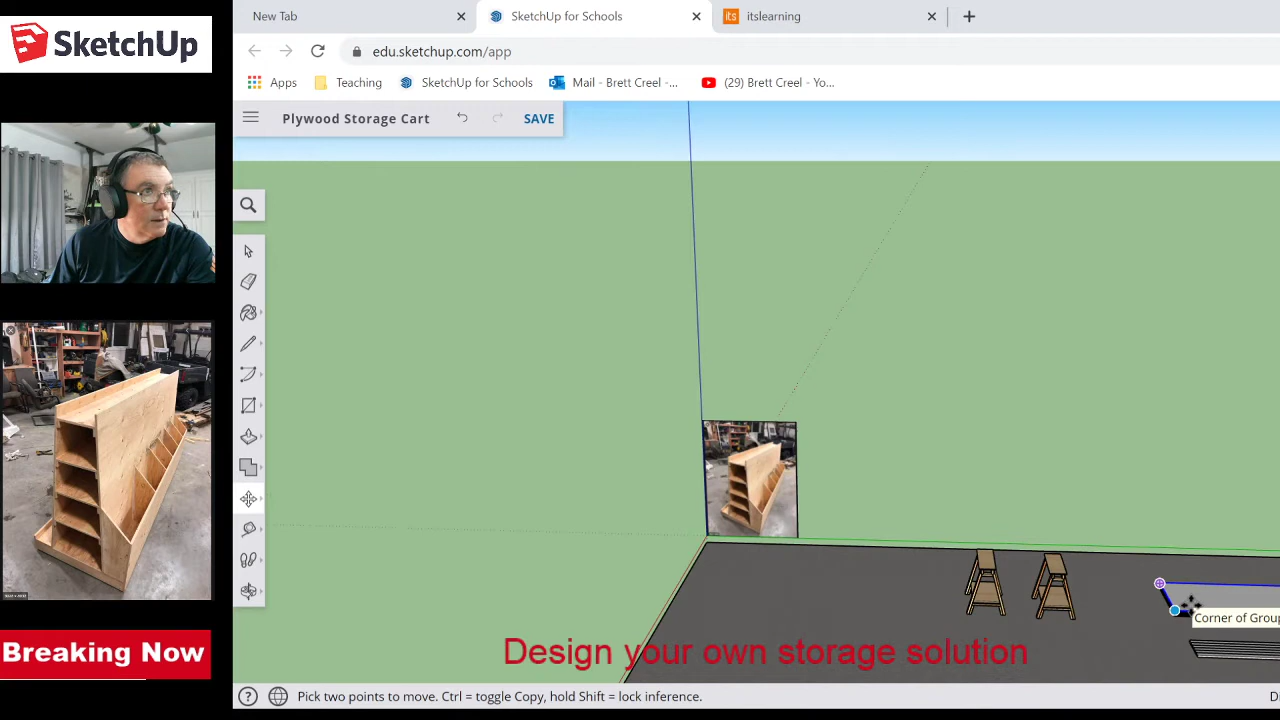 SketchUp
New Tab
SketchUp for Schools
its
itslearning
edu.sketchup.com/app
Apps
Teaching
SketchUp for Schools
Mail - Brett Creel -...
(29) Brett Creel - Yo...
Plywood Storage Cart
SAVE
Corner of Group
Breaking Now
Design your own storage solution
Pick two points to move. Ctrl = toggle Copy, hold Shift = lock inference.